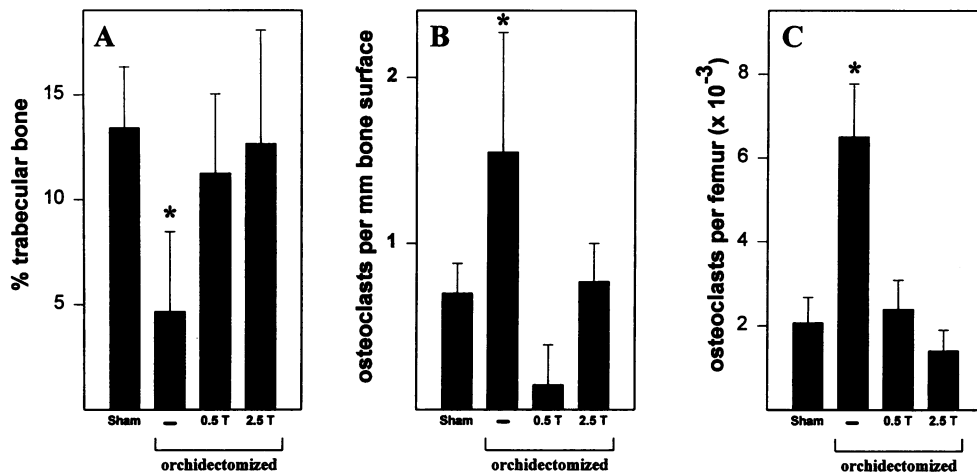 A
% trabecular bone
15
10
5
*
Sham
–
0.5 T
2.5 T
orchidectomized
B
osteoclasts per mm bone surface
2
1
*
Sham
–
0.5 T
2.5 T
orchidectomized
C
osteoclasts per femur (x 10⁻³)
8
6
4
2
*
Sham
–
0.5 T
2.5 T
orchidectomized